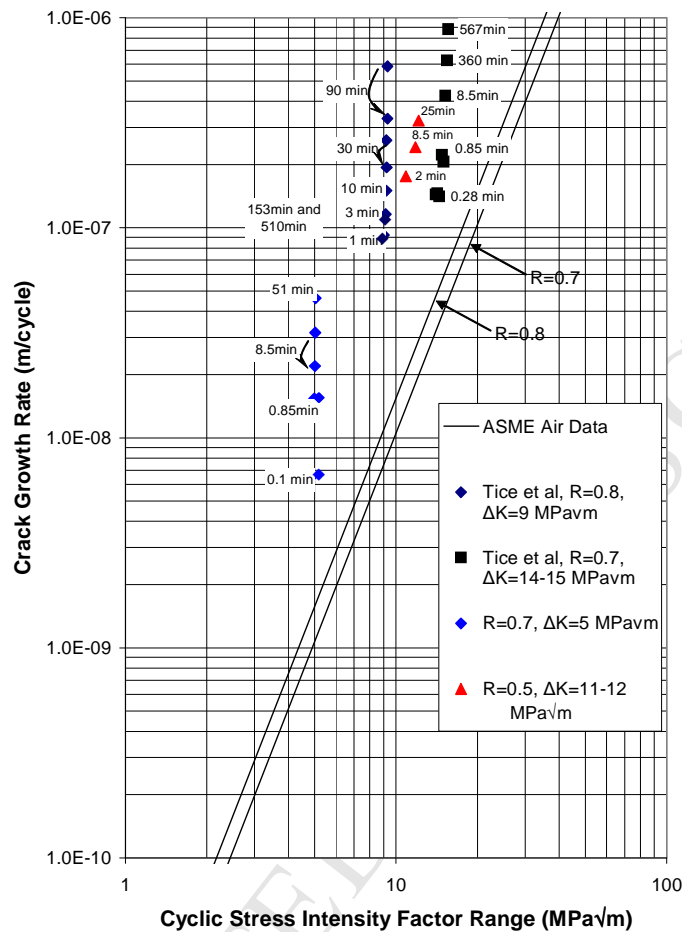 1.0E-06
567min
360 min
90 min
8.5min
25min
8.5 min
30 min
0.85 min
2 min
10 min
0.28 min
153min and
510min
3 min
1.0E-07
1 min
R=0.7
51 min
R=0.8
8.5min
0.85min
1.0E-08
0.1 min
ASME Air Data
Tice et al, R=0.8,
ΔK=9 MPavm
Tice et al, R=0.7,
ΔK=14-15 MPavm
R=0.7, ΔK=5 MPavm
R=0.5, ΔK=11-12
MPa√m
1.0E-09
1.0E-10
1
10
100
Crack Growth Rate (m/cycle)
Cyclic Stress Intensity Factor Range (MPa√m)